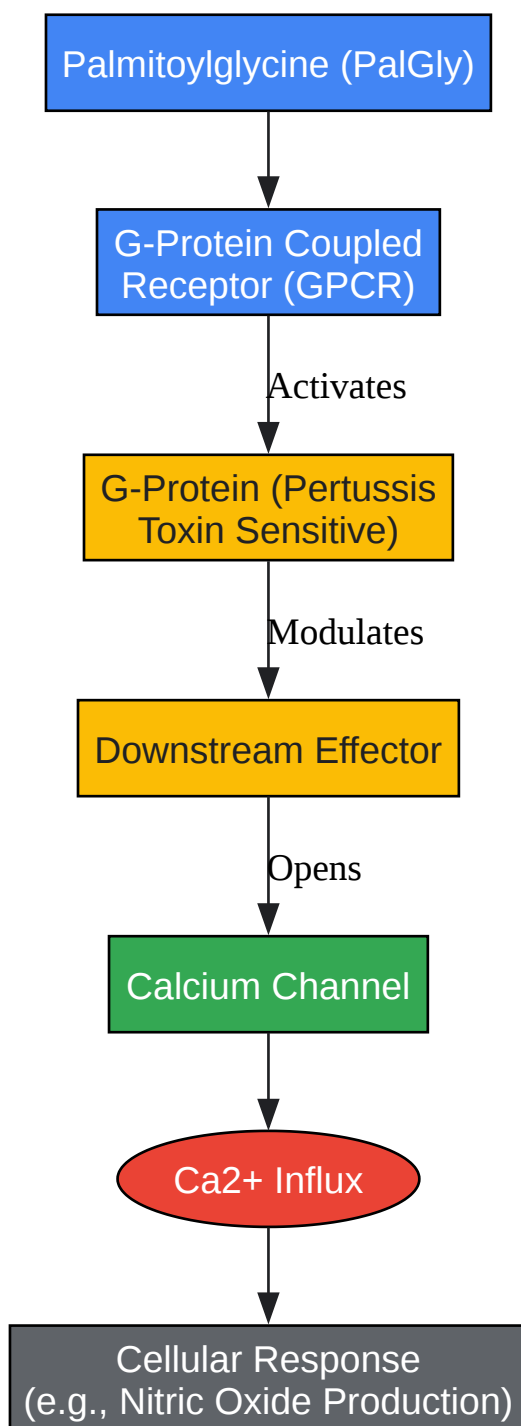 Palmitoylglycine (PalGly)
G-Protein Coupled
Receptor (GPCR)
Activates
G-Protein (Pertussis
Toxin Sensitive)
Modulates
Downstream Effector
Opens
Calcium Channel
Ca2+ Influx
Cellular Response
(e.g., Nitric Oxide Production)